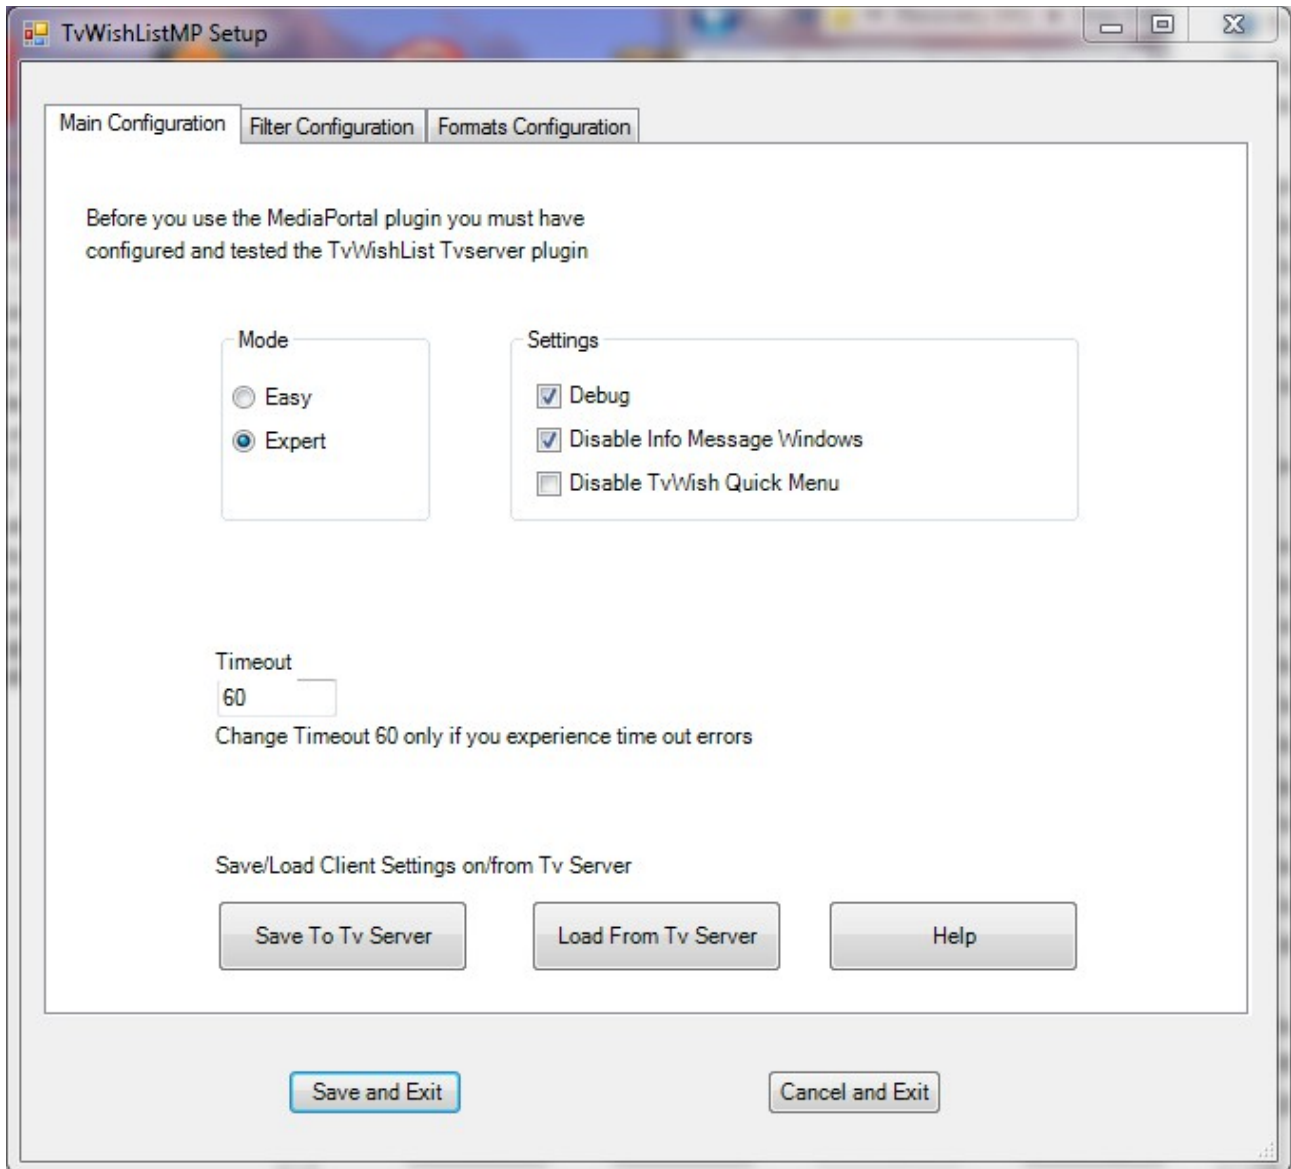 TvWishListMP Setup
Main Configuration
Filter Configuration
Formats Configuration
Before you use the MediaPortal plugin you must have
configured and tested the TvWishList Tvserver plugin
Mode
Easy
Expert
Settings
Debug
Disable Info Message Windows
Disable TvWish Quick Menu
Timeout
60
Change Timeout 60 only if you experience time out errors
Save/Load Client Settings on/from Tv Server
Save To Tv Server
Load From Tv Server
Help
Save and Exit
Cancel and Exit